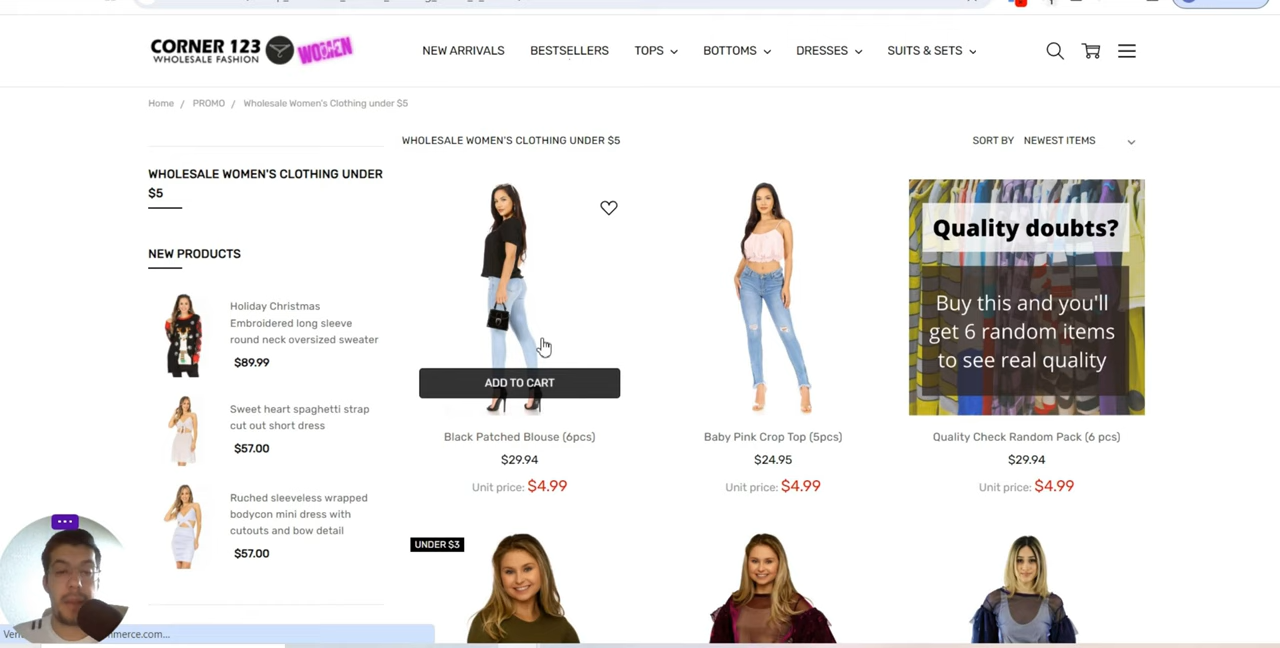 CORNER 123
WHOLESALE FASHION
WOMEN
NEW ARRIVALS
BESTSELLERS
TOPS
BOTTOMS
DRESSES
SUITS & SETS
Home / PROMO / Wholesale Women's Clothing under $5
WHOLESALE WOMEN'S CLOTHING UNDER $5
SORT BY NEWEST ITEMS
WHOLESALE WOMEN'S CLOTHING UNDER
$5
NEW PRODUCTS
Holiday Christmas
Embroidered long sleeve
round neck oversized sweater
$89.99
Sweet heart spaghetti strap
cut out short dress
$57.00
Ruched sleeveless wrapped
bodycon mini dress with
cutouts and bow detail
$57.00
ADD TO CART
Black Patched Blouse (6pcs)
$29.94
Unit price: $4.99
Baby Pink Crop Top (5pcs)
$24.95
Unit price: $4.99
Quality doubts?
Buy this and you'll
get 6 random items
to see real quality
Quality Check Random Pack (6 pcs)
$29.94
Unit price: $4.99
UNDER $3